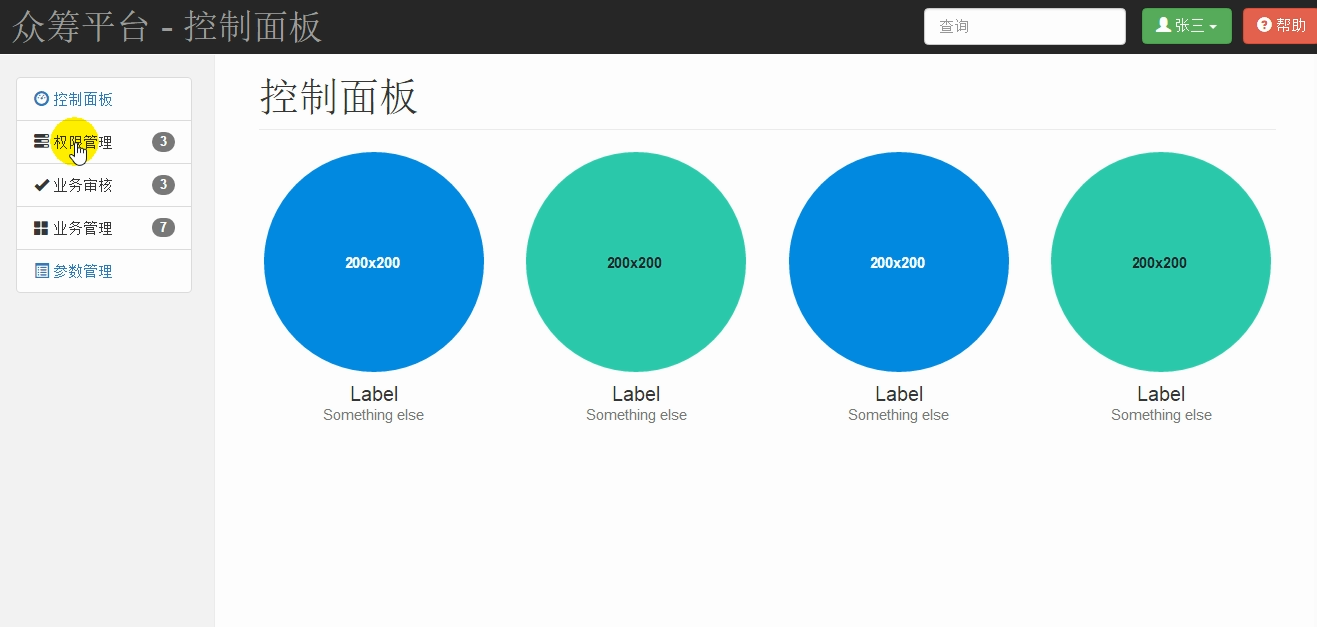 众筹平台 - 控制面板
查询
张三
帮助
控制面板
权限管理 3
业务审核 3
业务管理 7
参数管理
控制面板
200x200 200x200 200x200 200x200
Label Label Label Label
Something else Something else Something else Something else